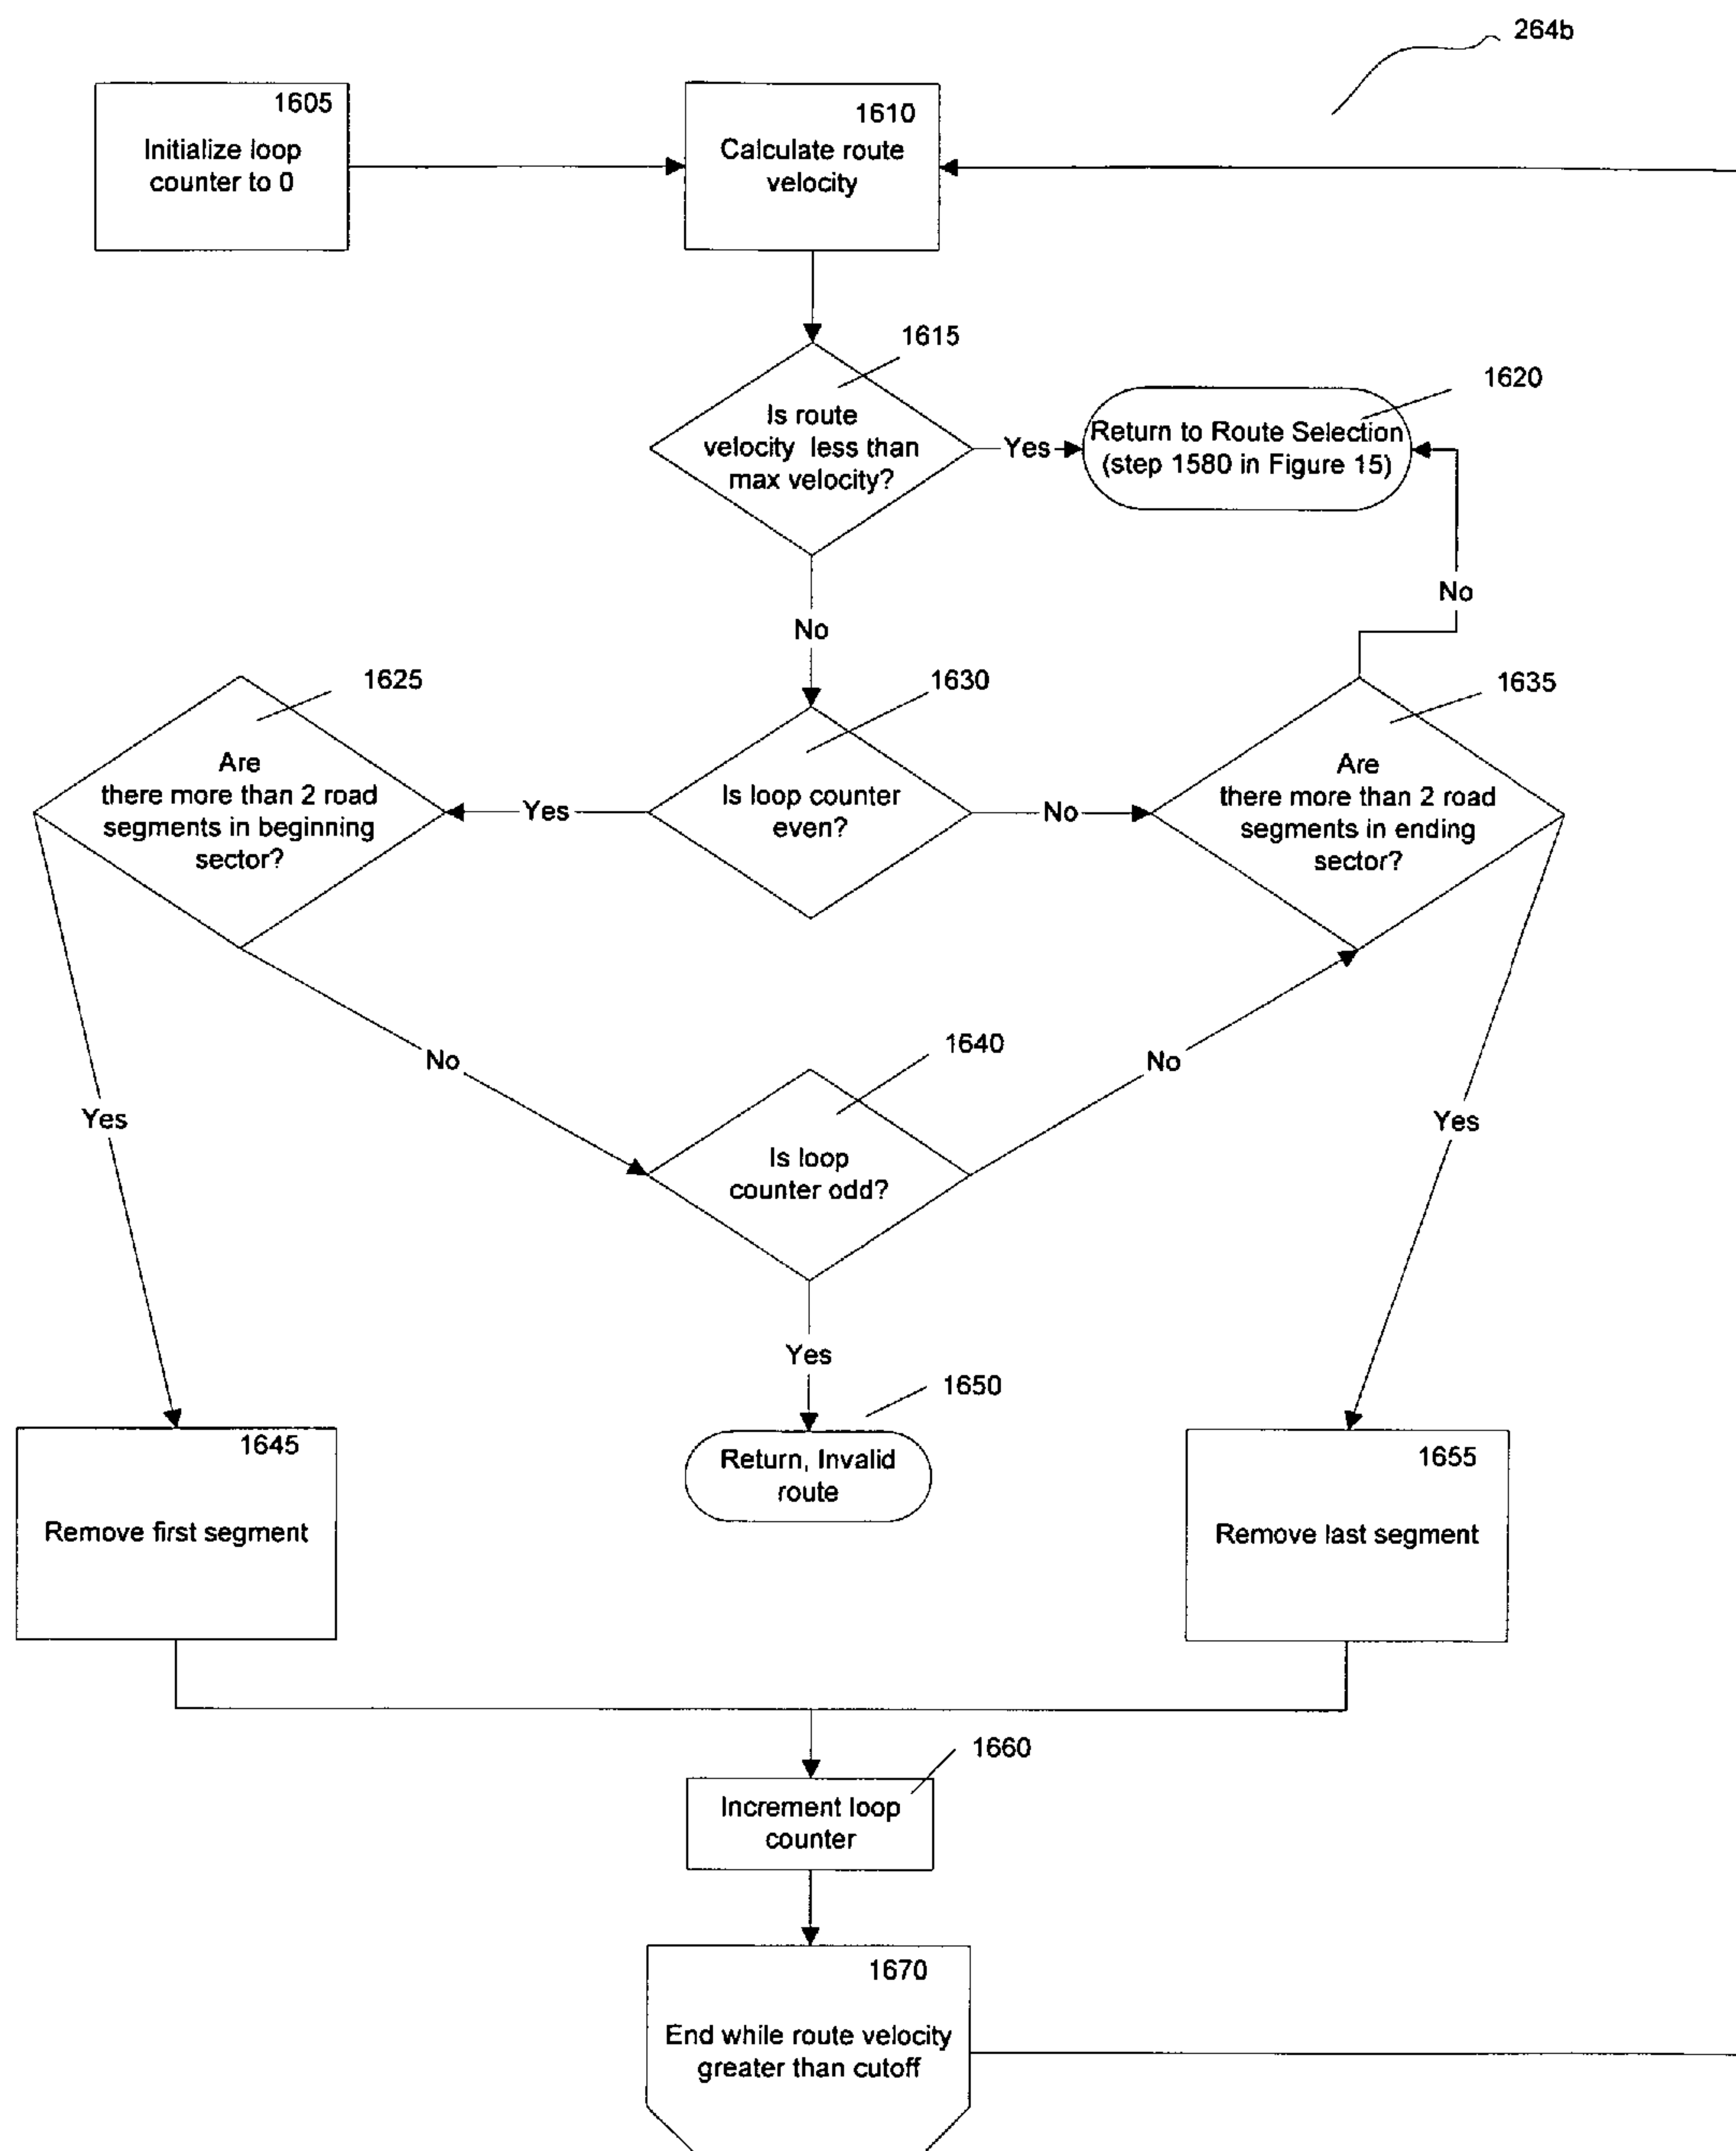 264b
1605
Initialize loop
counter to 0
1610
Calculate route
velocity
1615
Is route
velocity less than
max velocity?
Yes
1620
Return to Route Selection
(step 1580 in Figure 15)
No
No
1625
Are
there more than 2 road
segments in beginning
sector?
Yes
1630
Is loop counter
even?
No
1635
Are
there more than 2 road
segments in ending
sector?
No
1640
Is loop
counter odd?
No
Yes
Yes
Yes
1650
Return, Invalid
route
1645
Remove first segment
1655
Remove last segment
1660
Increment loop
counter
1670
End while route velocity
greater than cutoff